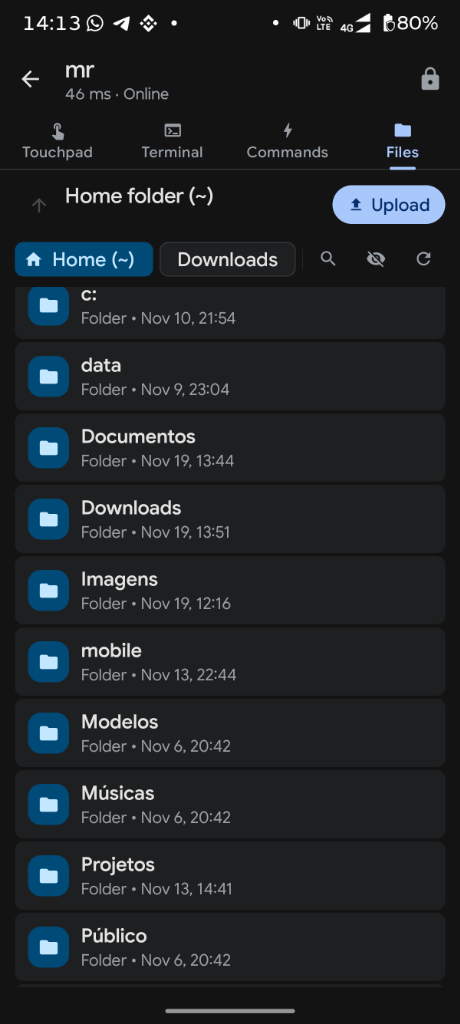 14:13
Vo
LTE
4G
80%
mr
46 ms · Online
Touchpad
Terminal
Commands
Files
Home folder (~)
Upload
Home (~)
Downloads
c:
Folder • Nov 10, 21:54
data
Folder • Nov 9, 23:04
Documentos
Folder • Nov 19, 13:44
Downloads
Folder • Nov 19, 13:51
Imagens
Folder • Nov 19, 12:16
mobile
Folder • Nov 13, 22:44
Modelos
Folder • Nov 6, 20:42
Músicas
Folder • Nov 6, 20:42
Projetos
Folder • Nov 13, 14:41
Público
Folder • Nov 6, 20:42